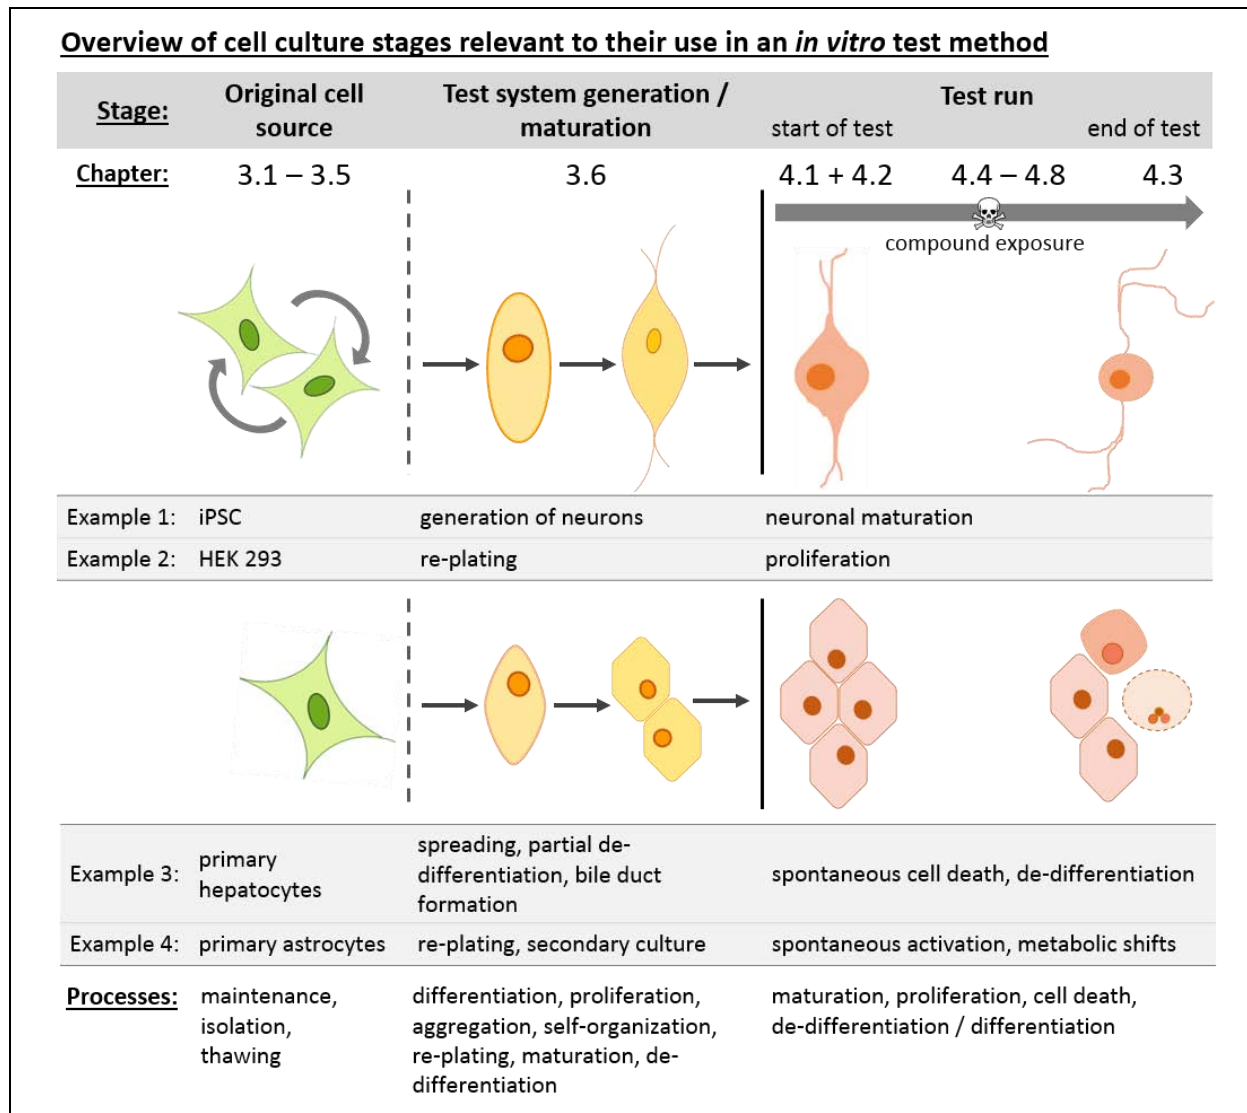 Overview of cell culture stages relevant to their use in an in vitro test method
Stage:
Original cell
source
Test system generation /
maturation
Test run
start of test
end of test
Chapter:
3.1 – 3.5
3.6
4.1 + 4.2
4.4 – 4.8
4.3
compound exposure
Example 1:
iPSC
generation of neurons
neuronal maturation
Example 2:
HEK 293
re-plating
proliferation
Example 3:
primary
hepatocytes
spreading, partial de-
differentiation, bile duct
formation
spontaneous cell death, de-differentiation
Example 4:
primary astrocytes
re-plating, secondary culture
spontaneous activation, metabolic shifts
Processes:
maintenance,
isolation,
thawing
differentiation, proliferation,
aggregation, self-organization,
re-plating, maturation, de-
differentiation
maturation, proliferation, cell death,
de-differentiation / differentiation